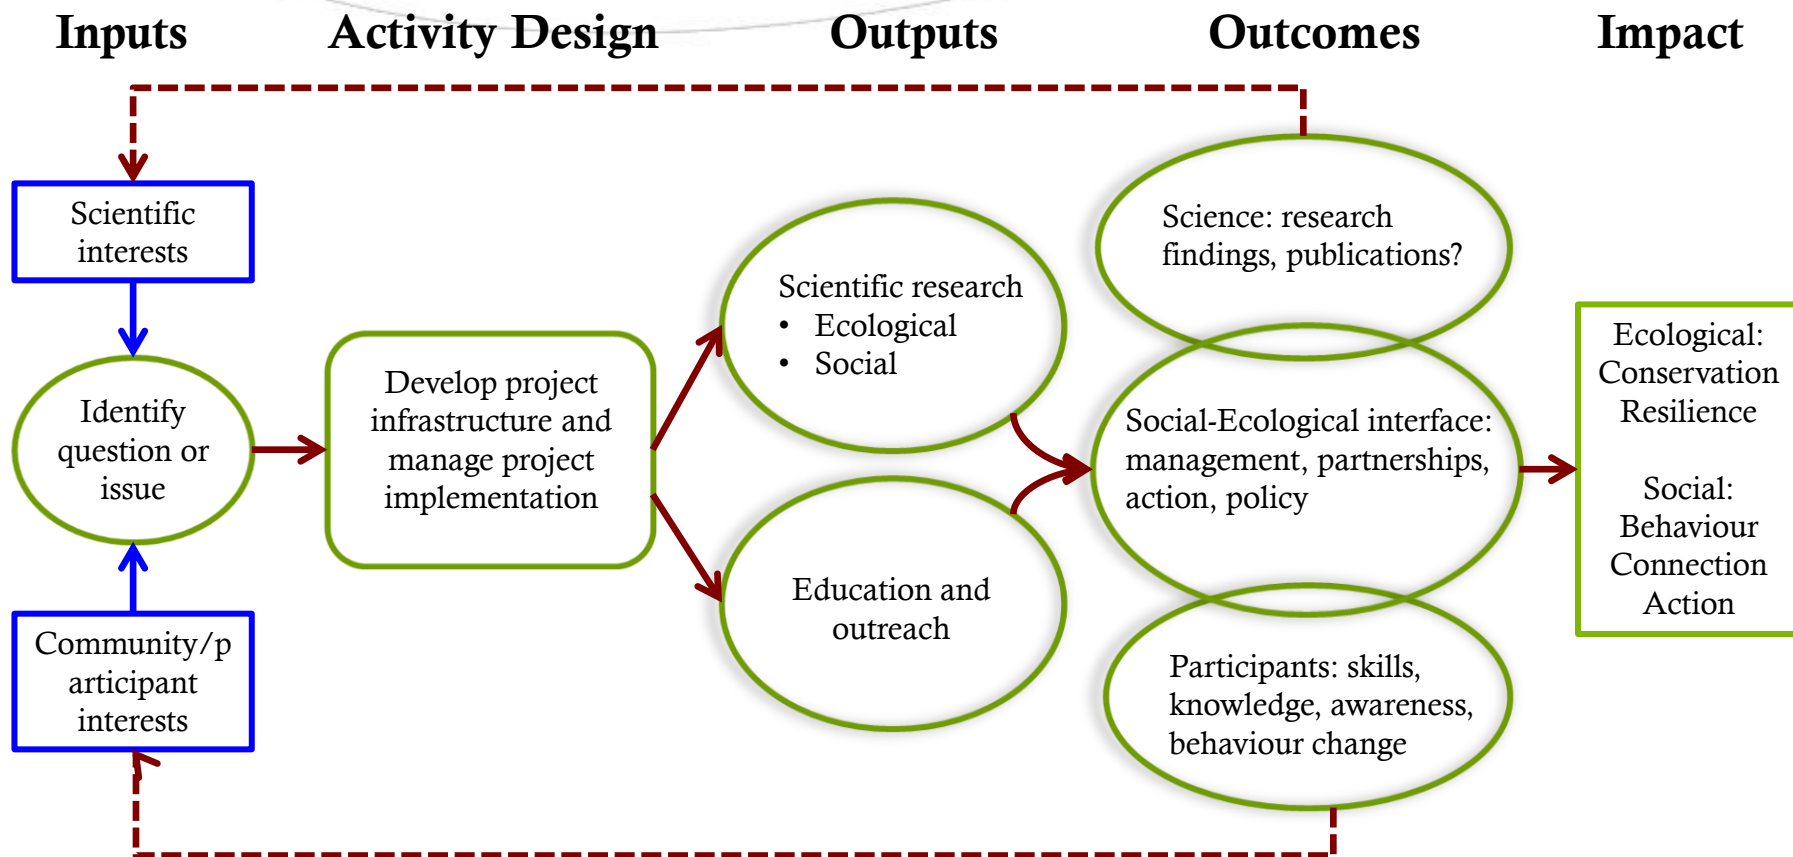 Inputs
Activity Design
Outputs
Outcomes
Impact
Scientific
interests
Identify
question or
issue
Community/p
articipant
interests
Develop project
infrastructure and
manage project
implementation
Scientific research
• Ecological
• Social
Education and
outreach
Science: research
findings, publications?
Social-Ecological interface:
management, partnerships,
action, policy
Participants: skills,
knowledge, awareness,
behaviour change
Ecological:
Conservation
Resilience
Social:
Behaviour
Connection
Action